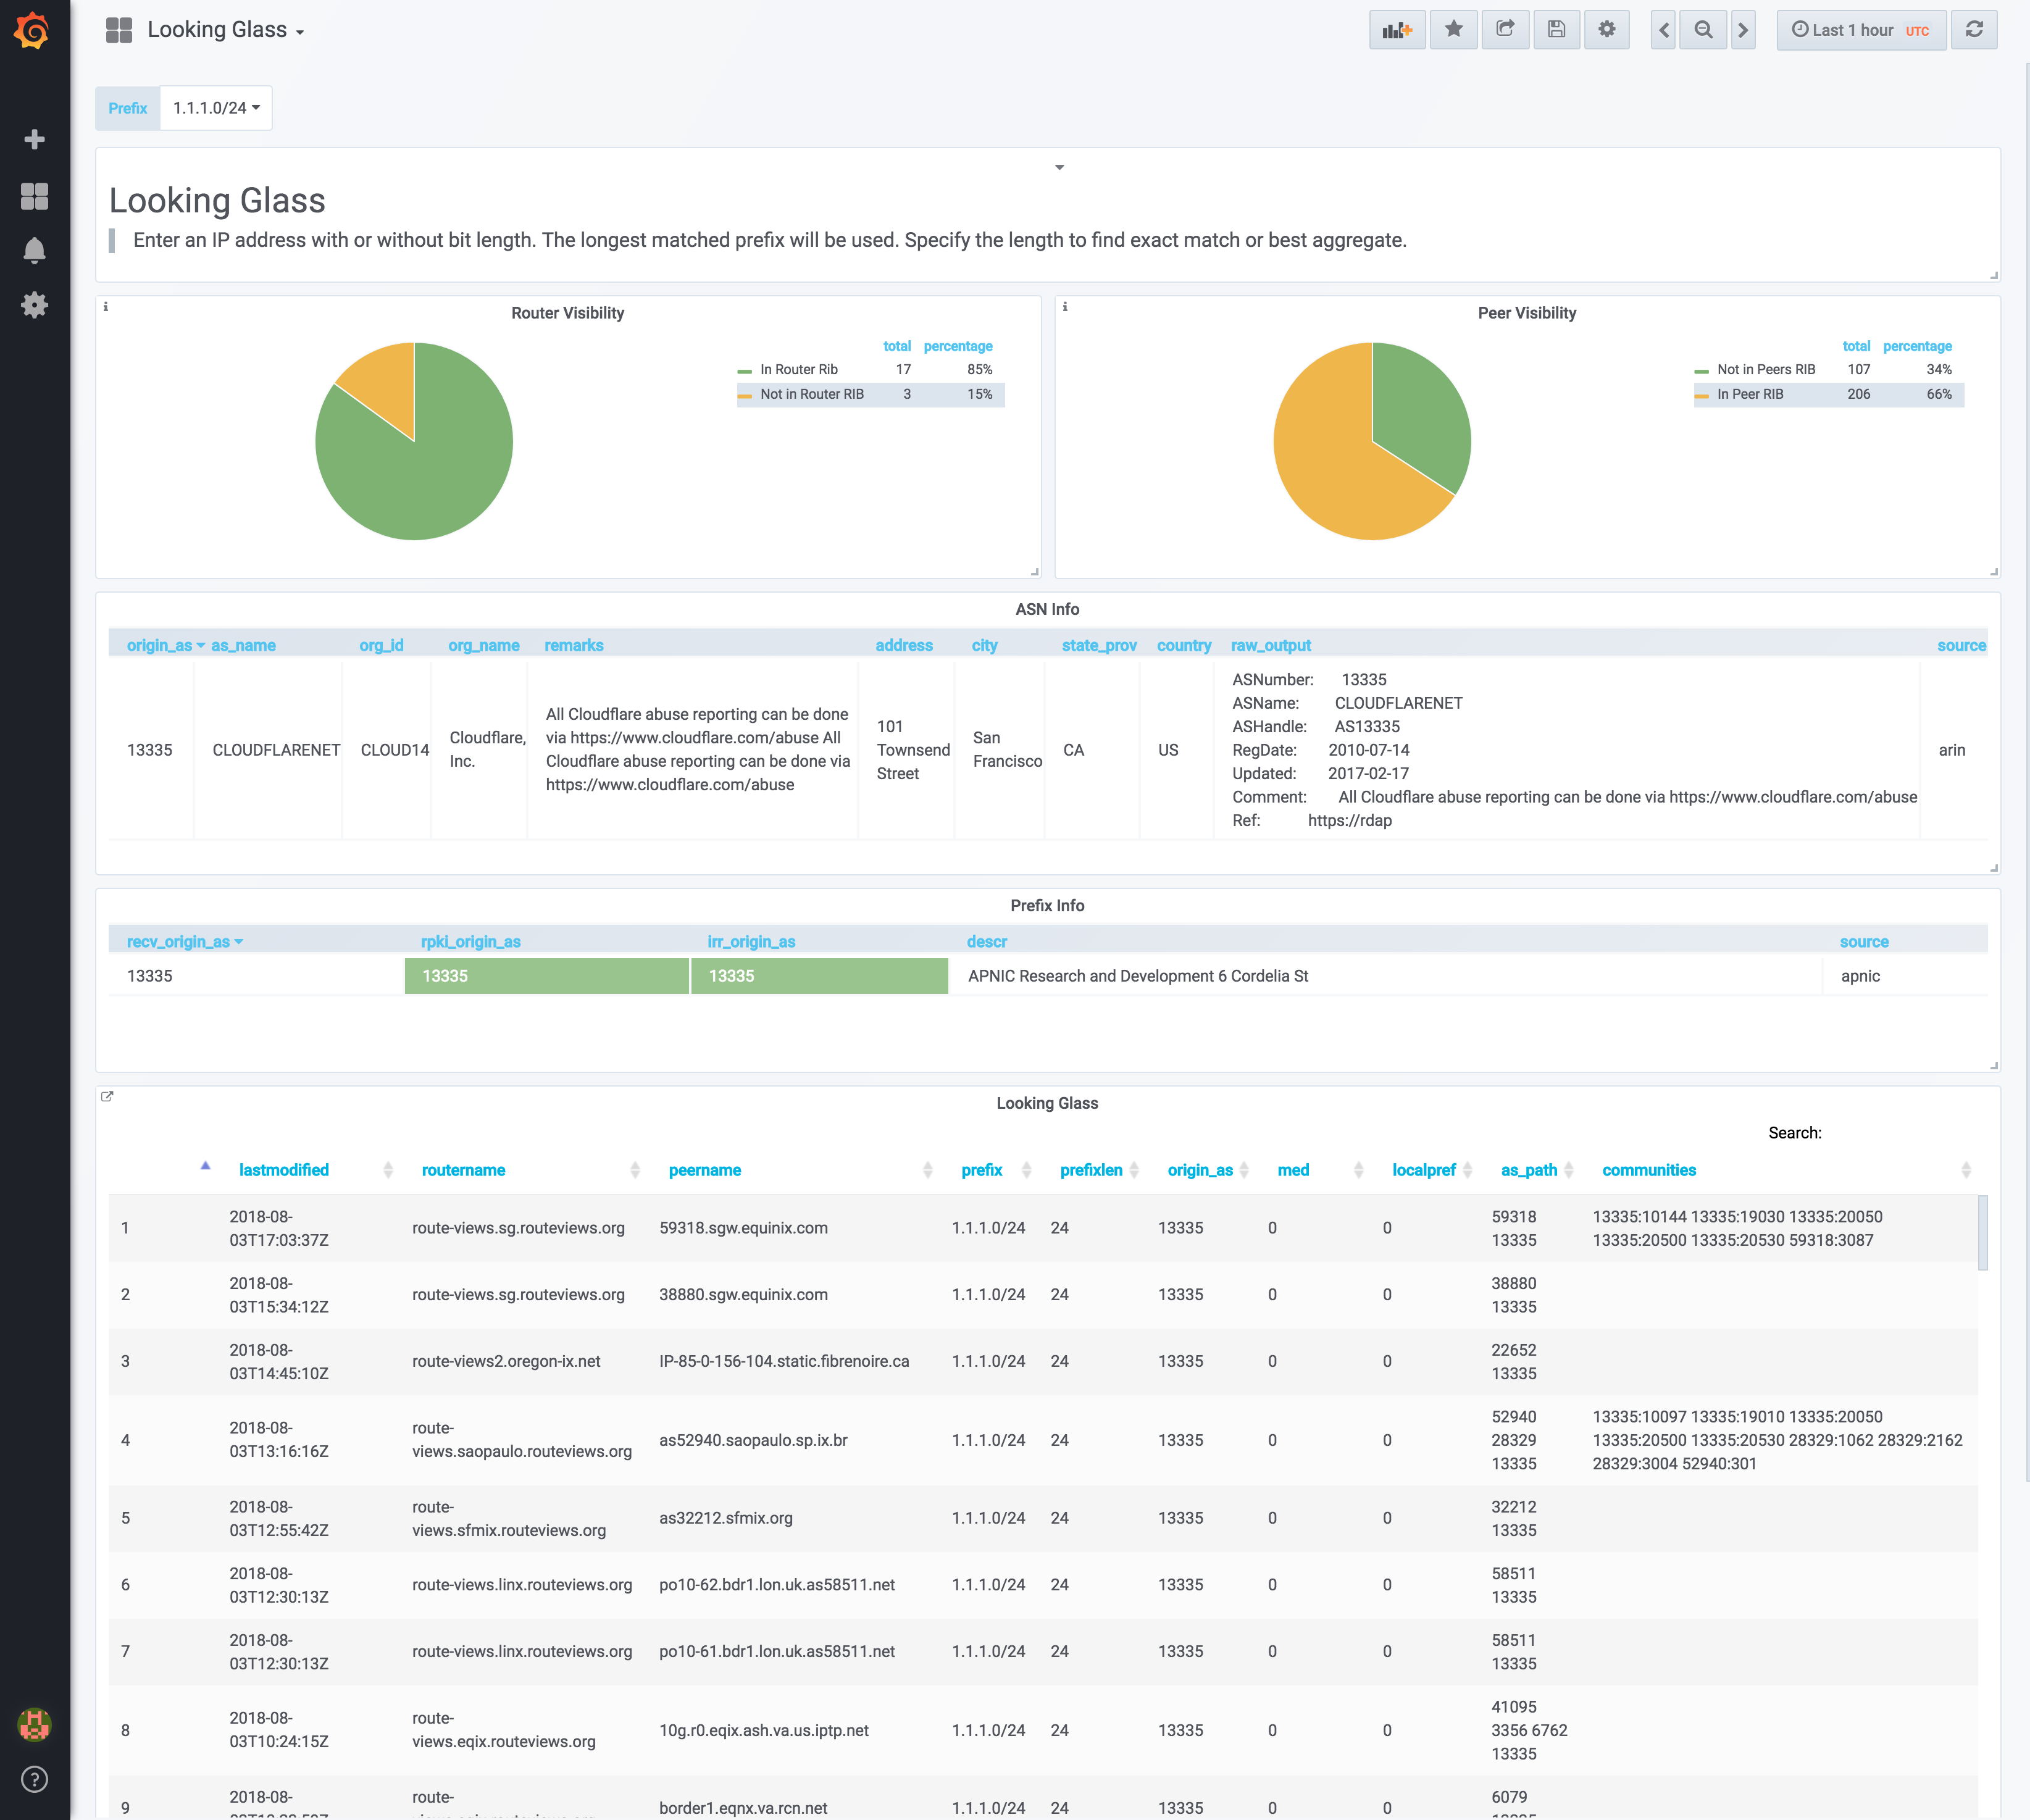 Looking Glass
Last 1 hour UTC
Prefix 1.1.1.0/24
Looking Glass
Enter an IP address with or without bit length. The longest matched prefix will be used. Specify the length to find exact match or best aggregate.
Router Visibility
total percentage
In Router Rib 17 85%
Not in Router RIB 3 15%
Peer Visibility
total percentage
Not in Peers RIB 107 34%
In Peer RIB 206 66%
ASN Info
origin_as as_name org_id org_name remarks address city state_prov country raw_output source
13335
CLOUDFLARENET
CLOUD14
Cloudflare,
Inc.
All Cloudflare abuse reporting can be done
via https://www.cloudflare.com/abuse All
Cloudflare abuse reporting can be done via
https://www.cloudflare.com/abuse
101
Townsend
Street
San
Francisco
CA
US
ASNumber: 13335
ASName: CLOUDFLARENET
ASHandle: AS13335
RegDate: 2010-07-14
Updated: 2017-02-17
Comment: All Cloudflare abuse reporting can be done via https://www.cloudflare.com/abuse
Ref: https://rdap
arin
Prefix Info
recv_origin_as rpki_origin_as irr_origin_as descr source
13335 13335 13335 APNIC Research and Development 6 Cordelia St apnic
Looking Glass
Search:
lastmodified routername peername prefix prefixlen origin_as med localpref as_path communities
1
2018-08-
03T17:03:37Z
route-views.sg.routeviews.org
59318.sgw.equinix.com
1.1.1.0/24 24 13335 0 0
59318
13335
13335:10144 13335:19030 13335:20050
13335:20500 13335:20530 59318:3087
2
2018-08-
03T15:34:12Z
route-views.sg.routeviews.org
38880.sgw.equinix.com
1.1.1.0/24 24 13335 0 0
38880
13335
3
2018-08-
03T14:45:10Z
route-views2.oregon-ix.net
IP-85-0-156-104.static.fibrenoire.ca
1.1.1.0/24 24 13335 0 0
22652
13335
4
2018-08-
03T13:16:16Z
route-
views.saopaulo.routeviews.org
as52940.saopaulo.sp.ix.br
1.1.1.0/24 24 13335 0 0
52940
28329
13335
13335:10097 13335:19010 13335:20050
13335:20500 13335:20530 28329:1062 28329:2162
28329:3004 52940:301
5
2018-08-
03T12:55:42Z
route-
views.sfmix.routeviews.org
as32212.sfmix.org
1.1.1.0/24 24 13335 0 0
32212
13335
6
2018-08-
03T12:30:13Z
route-views.linx.routeviews.org
po10-62.bdr1.lon.uk.as58511.net
1.1.1.0/24 24 13335 0 0
58511
13335
7
2018-08-
03T12:30:13Z
route-views.linx.routeviews.org
po10-61.bdr1.lon.uk.as58511.net
1.1.1.0/24 24 13335 0 0
58511
13335
8
2018-08-
03T10:24:15Z
route-
views.eqix.routeviews.org
10g.r0.eqix.ash.va.us.iptp.net
1.1.1.0/24 24 13335 0 0
41095
3356 6762
13335
9
2018-08-
route-
border1.eqnx.va.rcn.net
1.1.1.0/24 24 13335 0 0
6079